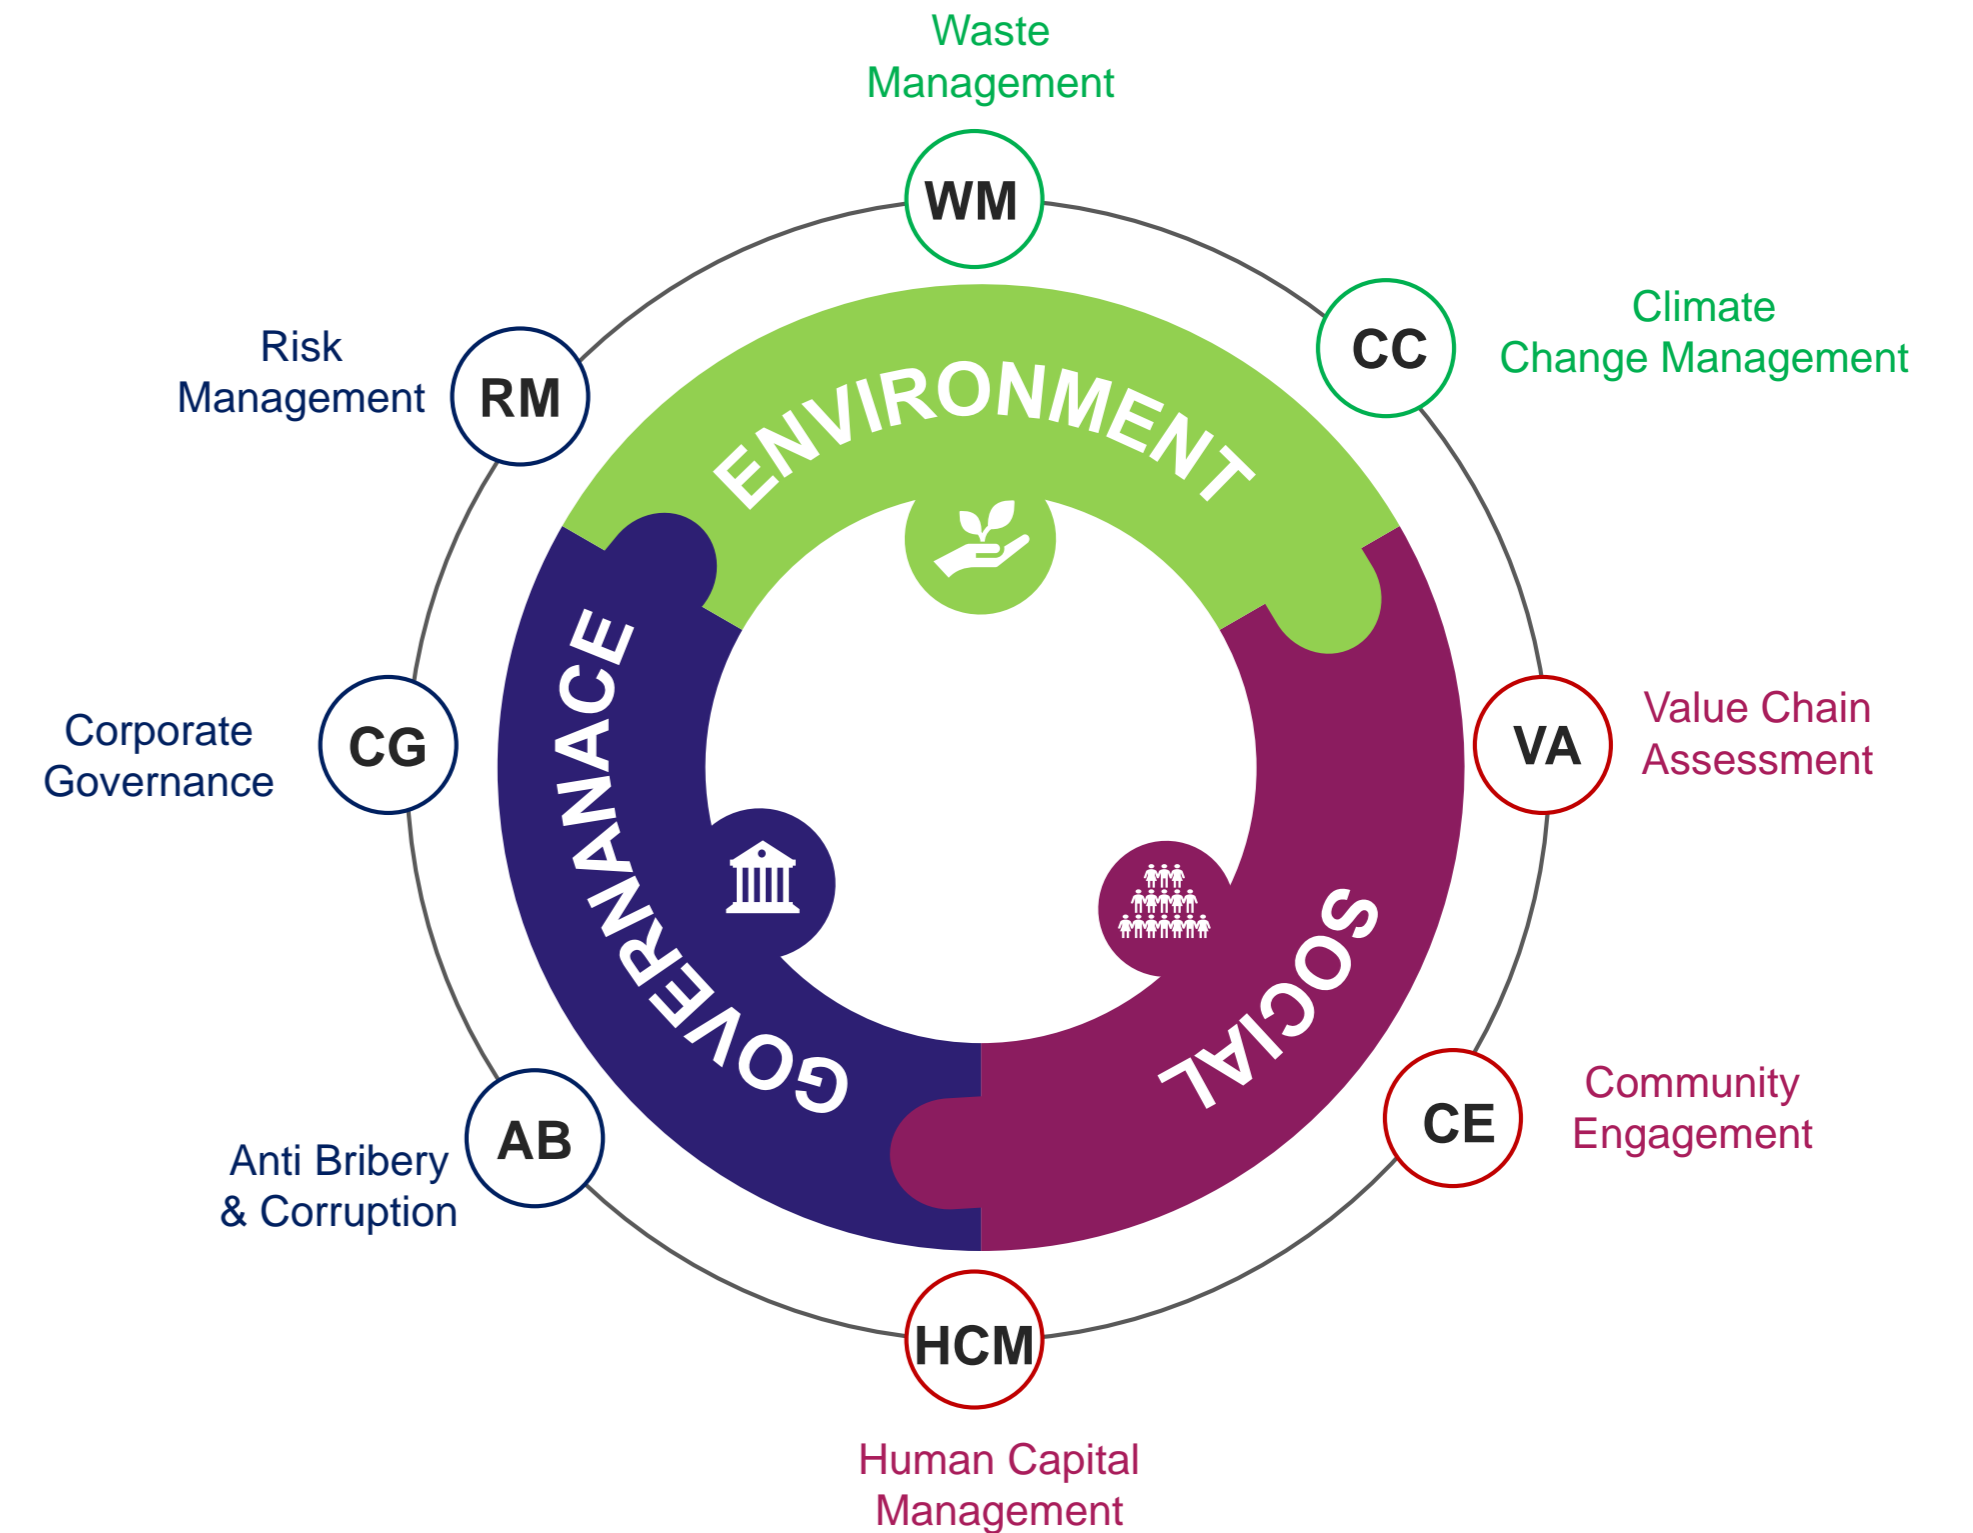 Waste
Management
WM
Climate
Change Management
CC
Risk
Management
RM
ENVIRONMENT
Value Chain
Assessment
VA
Corporate
Governance
CG
GOVERNANACE
SOCIAL
Community
Engagement
CE
Anti Bribery
& Corruption
AB
HCM
Human Capital
Management